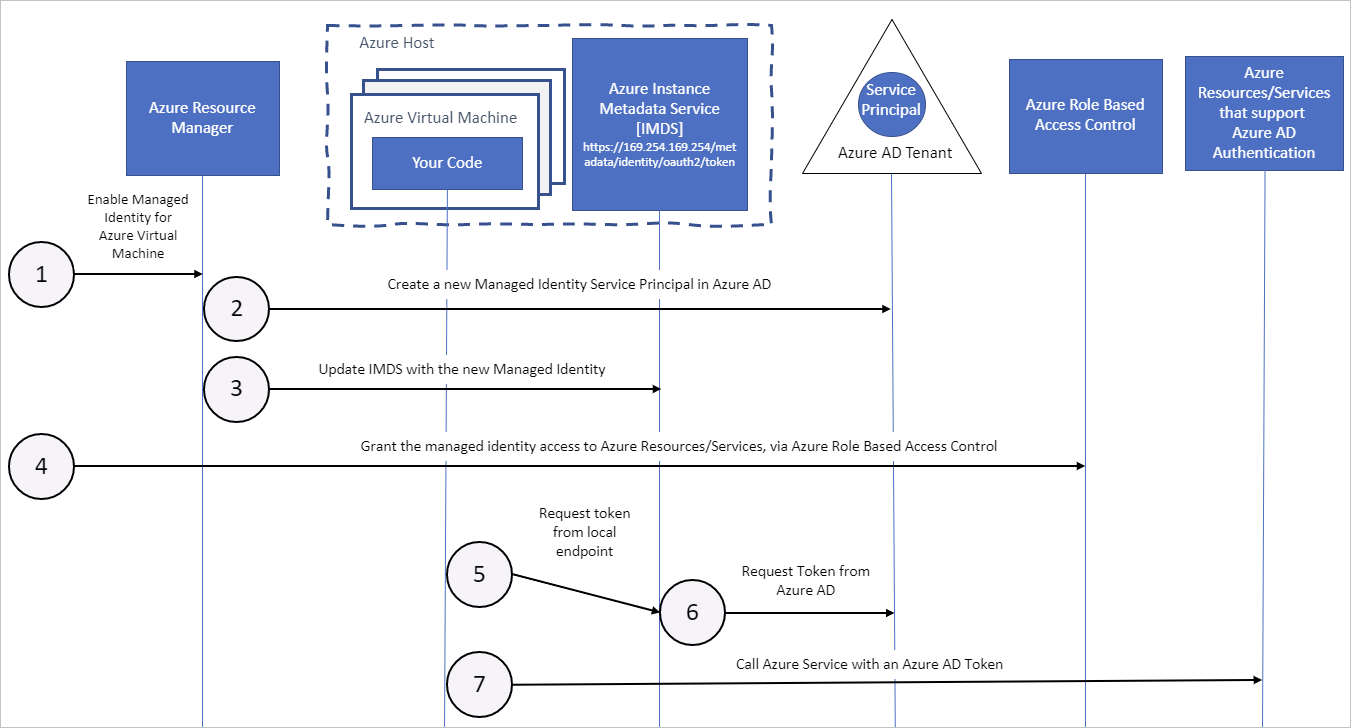 Azure Resource
Manager
Azure Host
Azure Virtual Machine
Your Code
Azure Instance
Metadata Service
[IMDS]
https://169.254.169.254/met
adata/identity/oauth2/token
Service
Principal
Azure AD Tenant
Azure Role Based
Access Control
Azure
Resources/Services
that support
Azure AD
Authentication
Enable Managed
Identity for
Azure Virtual
Machine
1
2
Create a new Managed Identity Service Principal in Azure AD
3
Update IMDS with the new Managed Identity
4
Grant the managed identity access to Azure Resources/Services, via Azure Role Based Access Control
Request token
from local
endpoint
5
6
Request Token from
Azure AD
7
Call Azure Service with an Azure AD Token